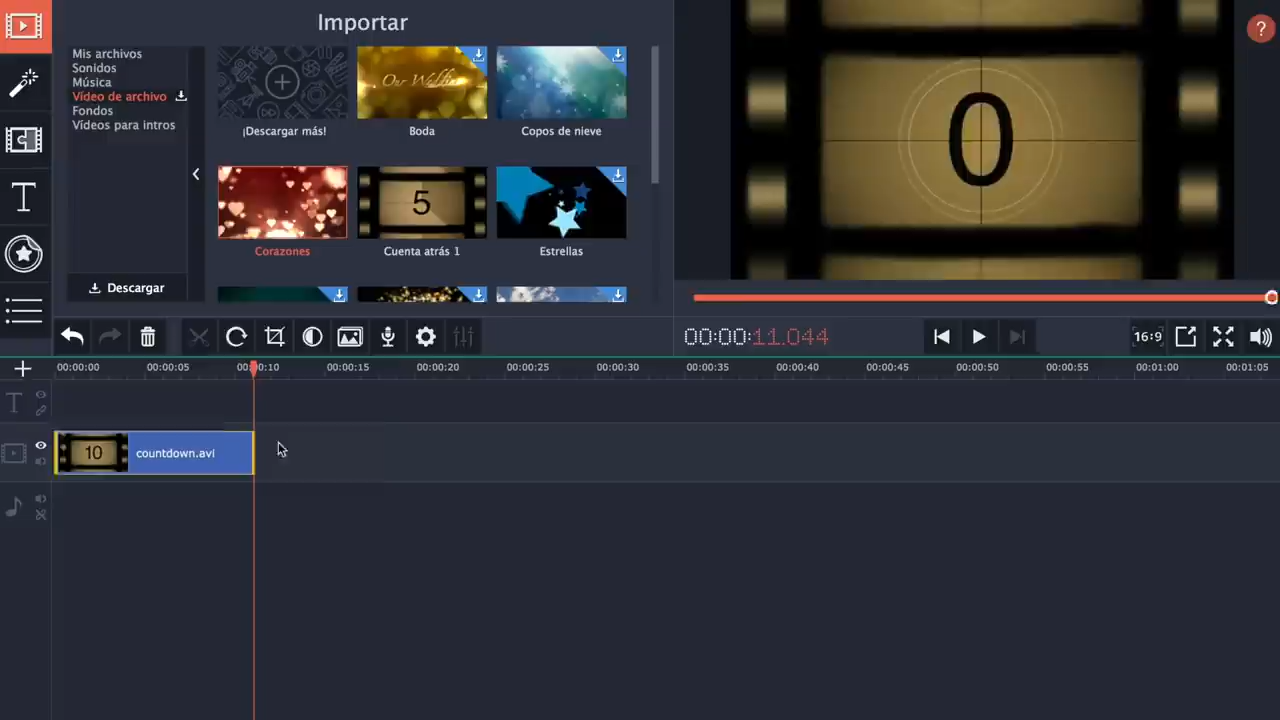 Importar
?
Mis archivos
Sonidos
Música
Vídeo de archivo
Fondos
Vídeos para intros
Descargar
¡Descargar más!
Our Wedding
Boda
Copos de nieve
Corazones
5
Cuenta atrás 1
Estrellas
0
00:00:11.044
16:9
00:00:00 00:00:05 00:00:10 00:00:15 00:00:20 00:00:25 00:00:30 00:00:35 00:00:40 00:00:45 00:00:50 00:00:55 00:01:00 00:01:05
T
10 countdown.avi